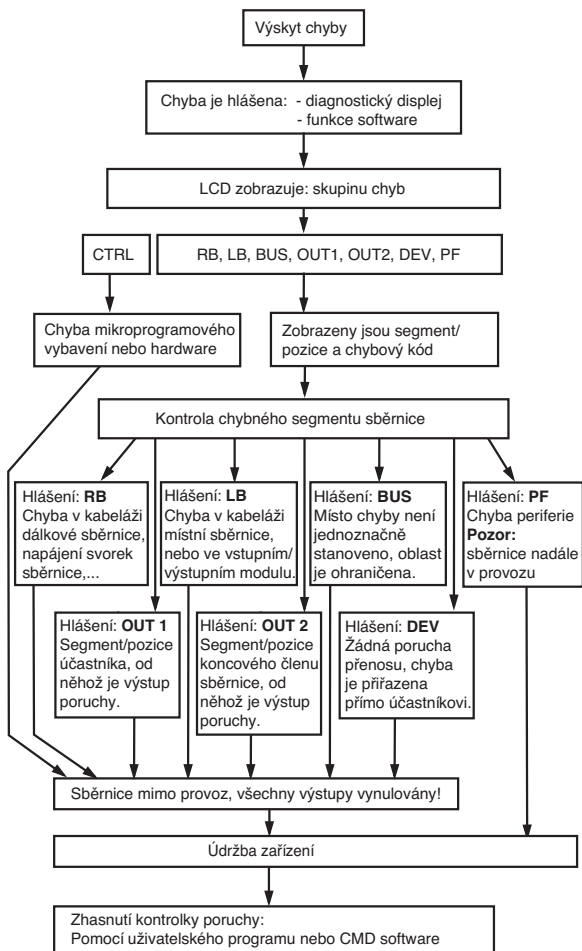 Výskyt chyby
Chyba je hlášena: - diagnostický displej
- funkce software
LCD zobrazuje: skupinu chyb
CTRL
RB, LB, BUS, OUT1, OUT2, DEV, PF
Chyba mikroprogramového
vybavení nebo hardware
Zobrazeny jsou segment/
pozice a chybový kód
Kontrola chybného segmentu sběrnice
Hlášení: RB
Chyba v kabeláži
dálkové sběrnice,
napájení svorek
sběrnice,...
Hlášení: LB
Chyba v kabeláži
místní sběrnice,
nebo ve vstupním/
výstupním modulu.
Hlášení: BUS
Místo chyby není
jednoznačně
stanoveno, oblast
je ohraničena.
Hlášení: PF
Chyba periferie
Pozor:
sběrnice nadále
v provozu
Hlášení: OUT 1
Segment/pozice
účastníka, od
něhož je výstup
poruchy.
Hlášení: OUT 2
Segment/pozice
koncového členu
sběrnice, od
něhož je výstup
poruchy.
Hlášení: DEV
Žádná porucha
přenosu, chyba
je přiřazena
přímo účastníkovi.
Sběrnice mimo provoz, všechny výstupy vynulovány!
Údržba zařízení
Zhasnutí kontrolky poruchy:
Pomocí uživatelského programu nebo CMD software